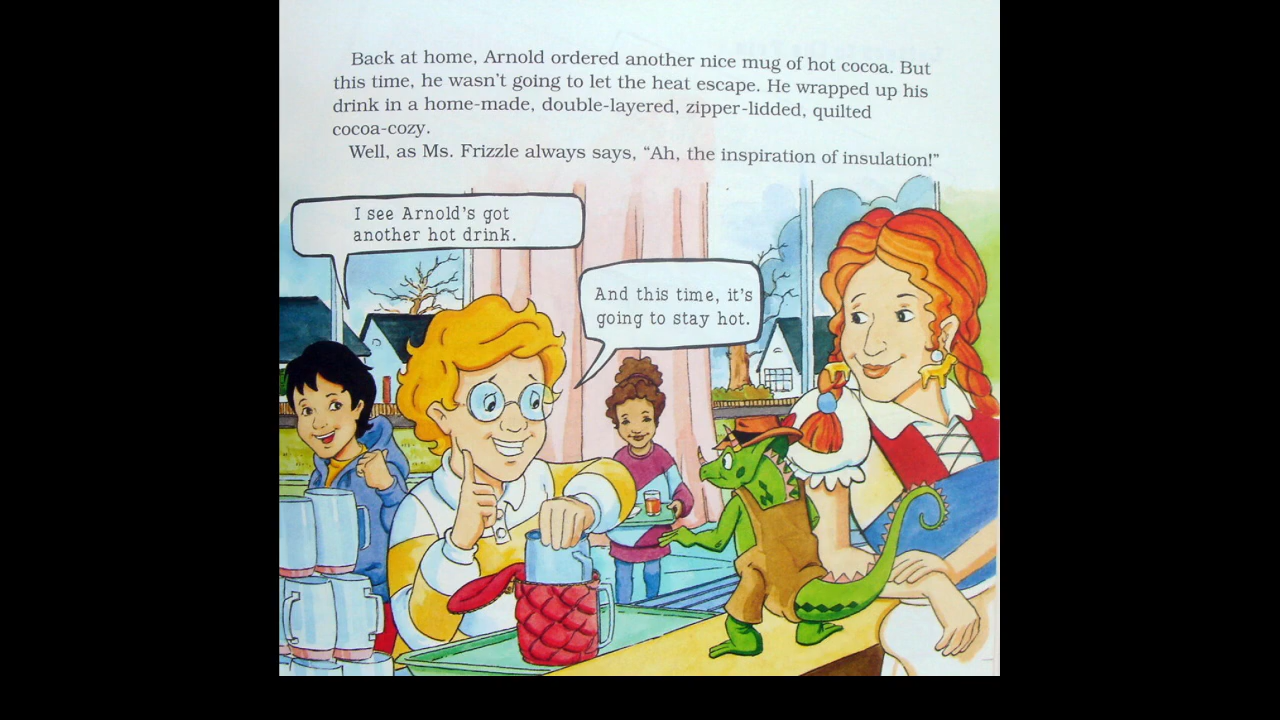 Back at home, Arnold ordered another nice mug of hot cocoa. But
this time, he wasn't going to let the heat escape. He wrapped up his
drink in a home-made, double-layered, zipper-lidded, quilted
cocoa-cozy.
Well, as Ms. Frizzle always says, “Ah, the inspiration of insulation!”
I see Arnold's got
another hot drink.
And this time, it's
going to stay hot.